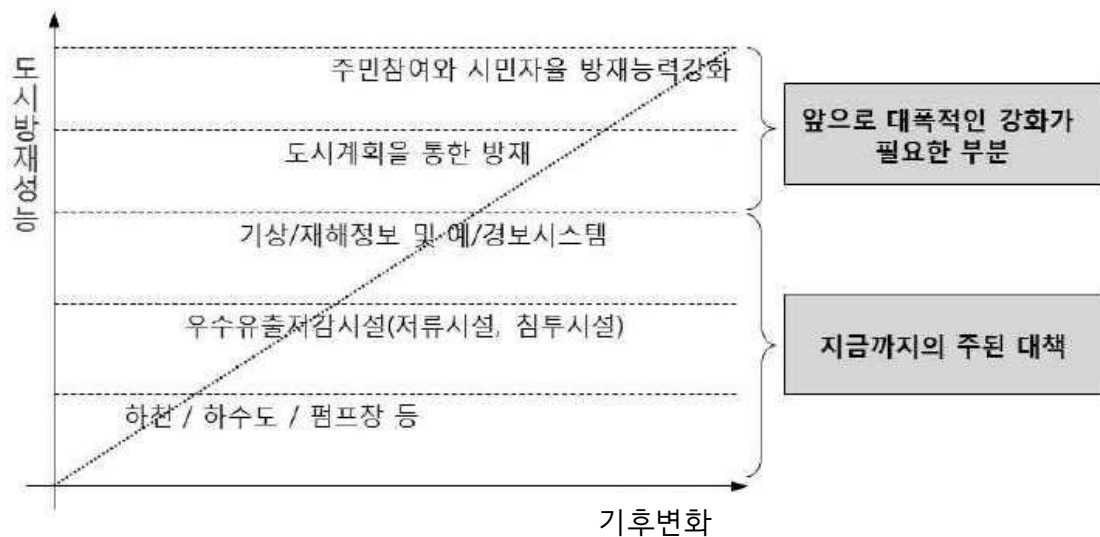 도시방재성능
주민참여와 시민자율 방재능력강화
도시계획을 통한 방재
기상/재해정보 및 예/경보시스템
우수유출저감시설(저류시설, 침투시설)
하천 / 하수도 / 펌프장 등
앞으로 대폭적인 강화가
필요한 부분
지금까지의 주된 대책
기후변화